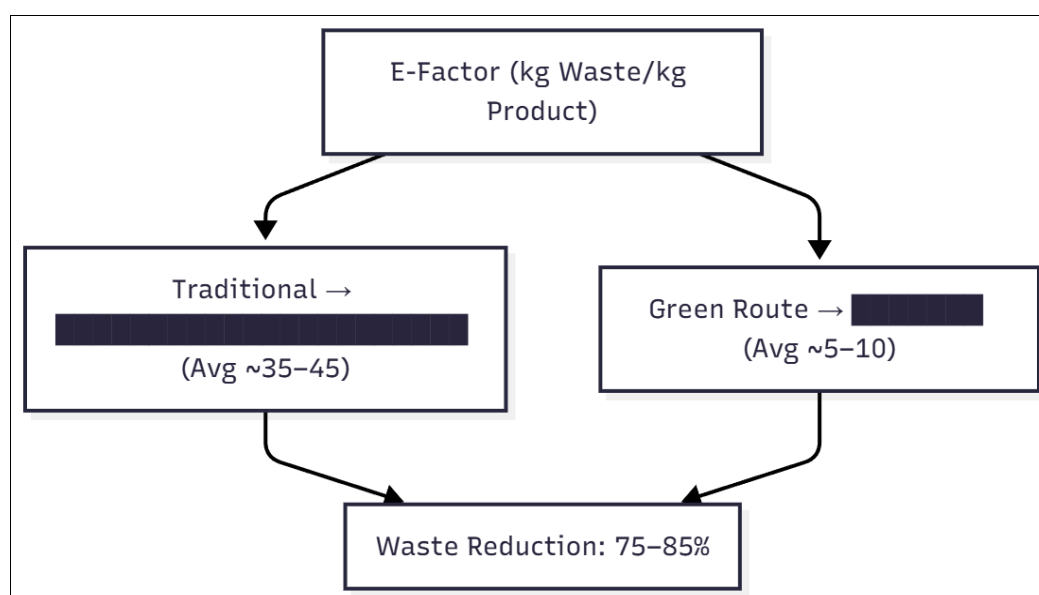 E-Factor (kg Waste/kg
Product)
Traditional →
(Avg ~35–45)
Green Route →
(Avg ~5–10)
Waste Reduction: 75–85%